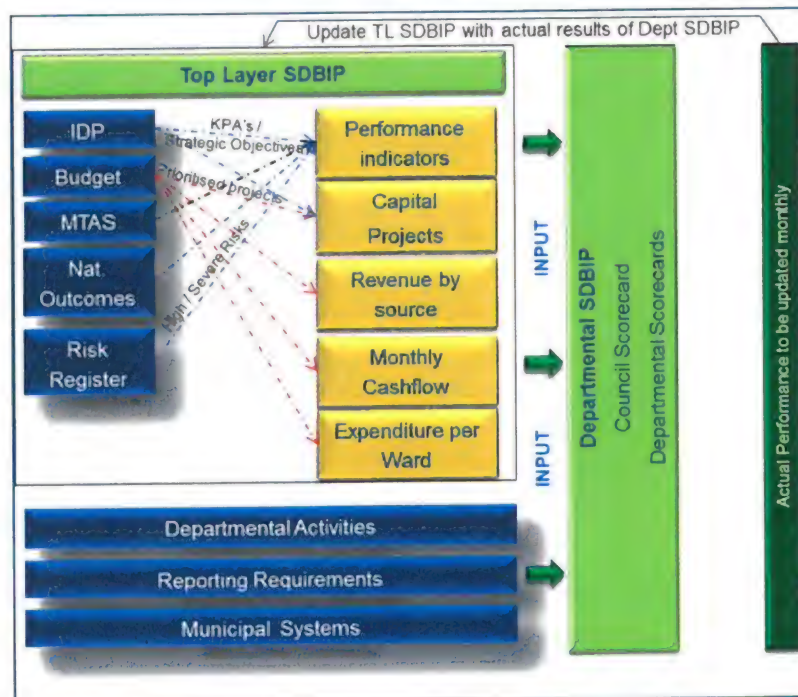 Update TL SDBIP with actual results of Dept SDBIP
Top Layer SDBIP
IDP
Budget
MTAS
Nat.
Outcomes
Risk
Register
KPA's /
Strategic Objective
Prioritised projects
High / Severe Risks
Performance
indicators
Capital
Projects
Revenue by
source
Monthly
Cashflow
Expenditure per
Ward
INPUT
INPUT
Departmental SDBIP
Council Scorecard
Departmental Scorecards
Actual Performance to be updated monthly
Departmental Activities
Reporting Requirements
Municipal Systems